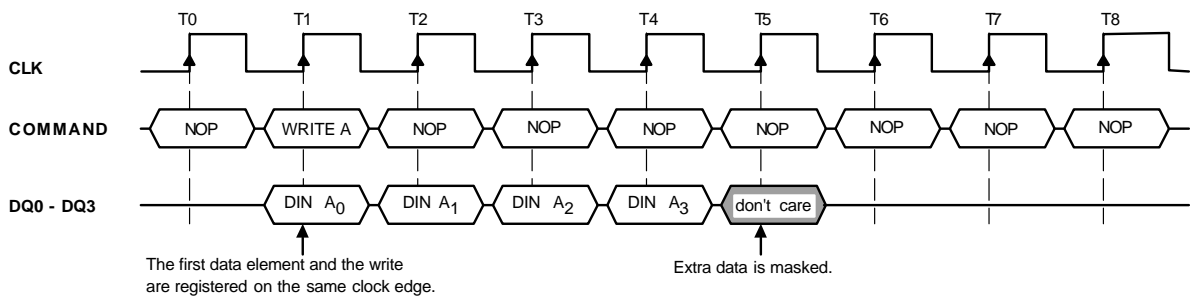 T0 T1 T2 T3 T4 T5 T6 T7 T8
CLK
COMMAND NOP WRITE A NOP NOP NOP NOP NOP NOP NOP
DQ0 - DQ3 DIN A0 DIN A1 DIN A2 DIN A3 don't care
The first data element and the write
are registered on the same clock edge.
Extra data is masked.